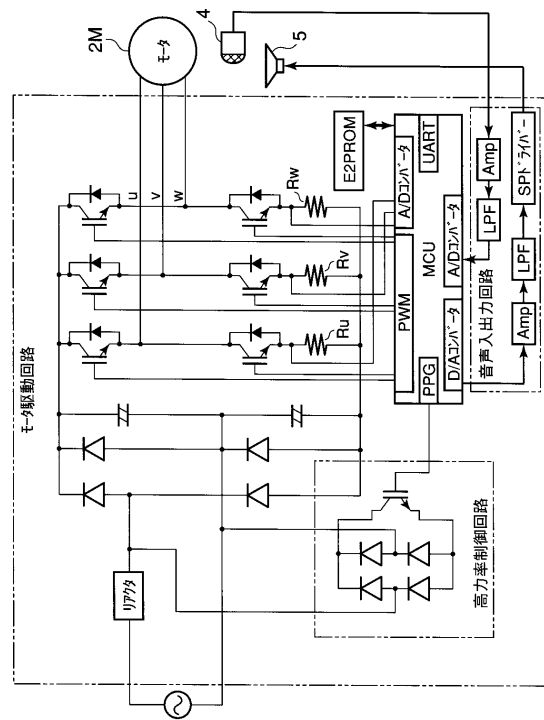 モータ駆動回路
リアクタ
高力率制御回路
2M
モータ
u
v
w
Ru
Rv
Rw
4
5
E2PROM
PWM
A/Dコンバータ
UART
MCU
PPG
D/Aコンバータ
A/Dコンバータ
音声入出力回路
Amp
LPF
Amp
LPF
SPドライバー